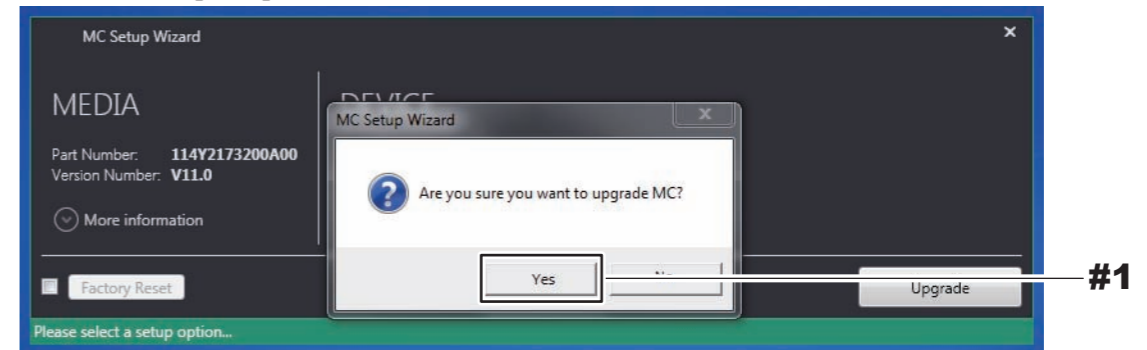 MC Setup Wizard
MEDIA
Part Number: 114Y2173200A00
Version Number: V11.0
More information
DEVICE
MC Setup Wizard
Are you sure you want to upgrade MC?
Yes
#1
Factory Reset
Upgrade
Please select a setup option...